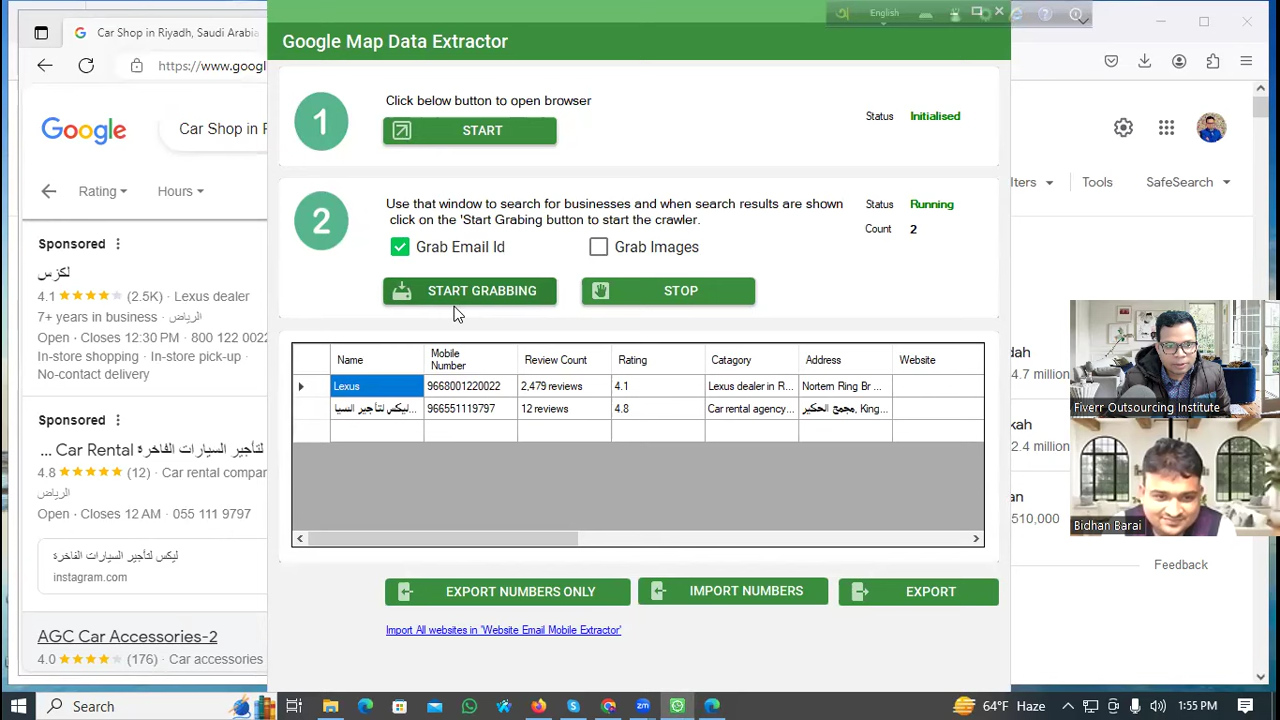 English
Car Shop in Riyadh, Saudi Arabia
https://www.googl
Google
Car Shop in R
Rating
Hours
Sponsored
لكزس
4.1
(2.5K) · Lexus dealer
7+ years in business · الرياض
Open · Closes 12:30 PM · 800 122 0022
In-store shopping · In-store pick-up
No-contact delivery
Sponsored
... Car Rental لتأجير السيارات الفاخرة
4.8
(12) · Car rental compar
الرياض
Open · Closes 12 AM · 055 111 9797
ليكس لتأجير السيارات الفاخرة
instagram.com
AGC Car Accessories-2
4.0
(176) · Car accessories
Google Map Data Extractor
1
Click below button to open browser
START
Status
Initialised
2
Use that window to search for businesses and when search results are shown
click on the 'Start Grabing button to start the crawler.
Status
Running
Count
2
Grab Email Id
Grab Images
START GRABBING
STOP
Name
Mobile
Number
Review Count
Rating
Catagory
Address
Website
Lexus
9668001220022
2,479 reviews
4.1
Lexus dealer in R...
Nortern Ring Br ...
ليكس لتأجير السيا...
966551119797
12 reviews
4.8
Car rental agency...
مجمع الحكير, King...
EXPORT NUMBERS ONLY
IMPORT NUMBERS
EXPORT
Import All websites in 'Website Email Mobile Extractor'
lters
Tools
SafeSearch
dah
4.7 million
Fiverr Outsourcing Institute
kah
2.4 million
an
510,000
Bidhan Barai
Feedback
Search
64°F Haze
1:55 PM